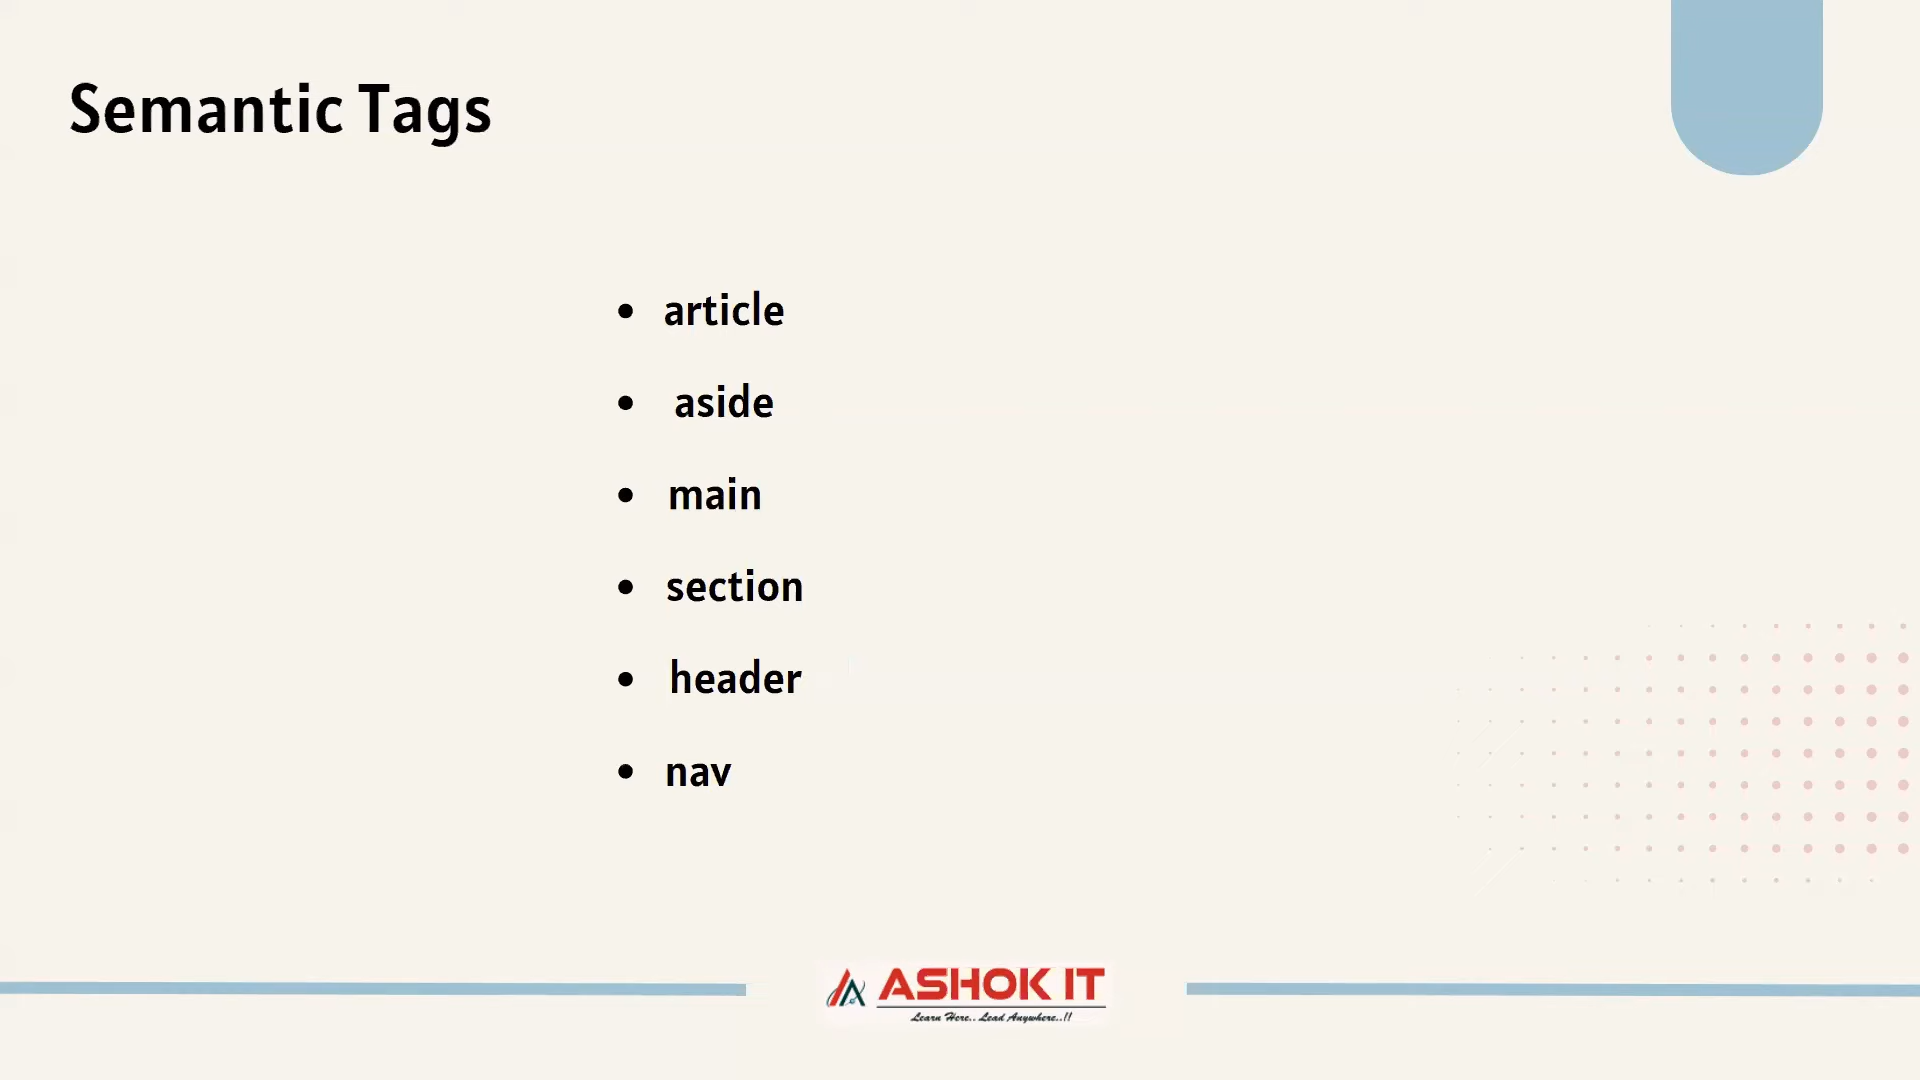 Semantic Tags
• article
• aside
• main
• section
• header
• nav
ASHOK IT
Learn Here.. Lead Anywhere..!!